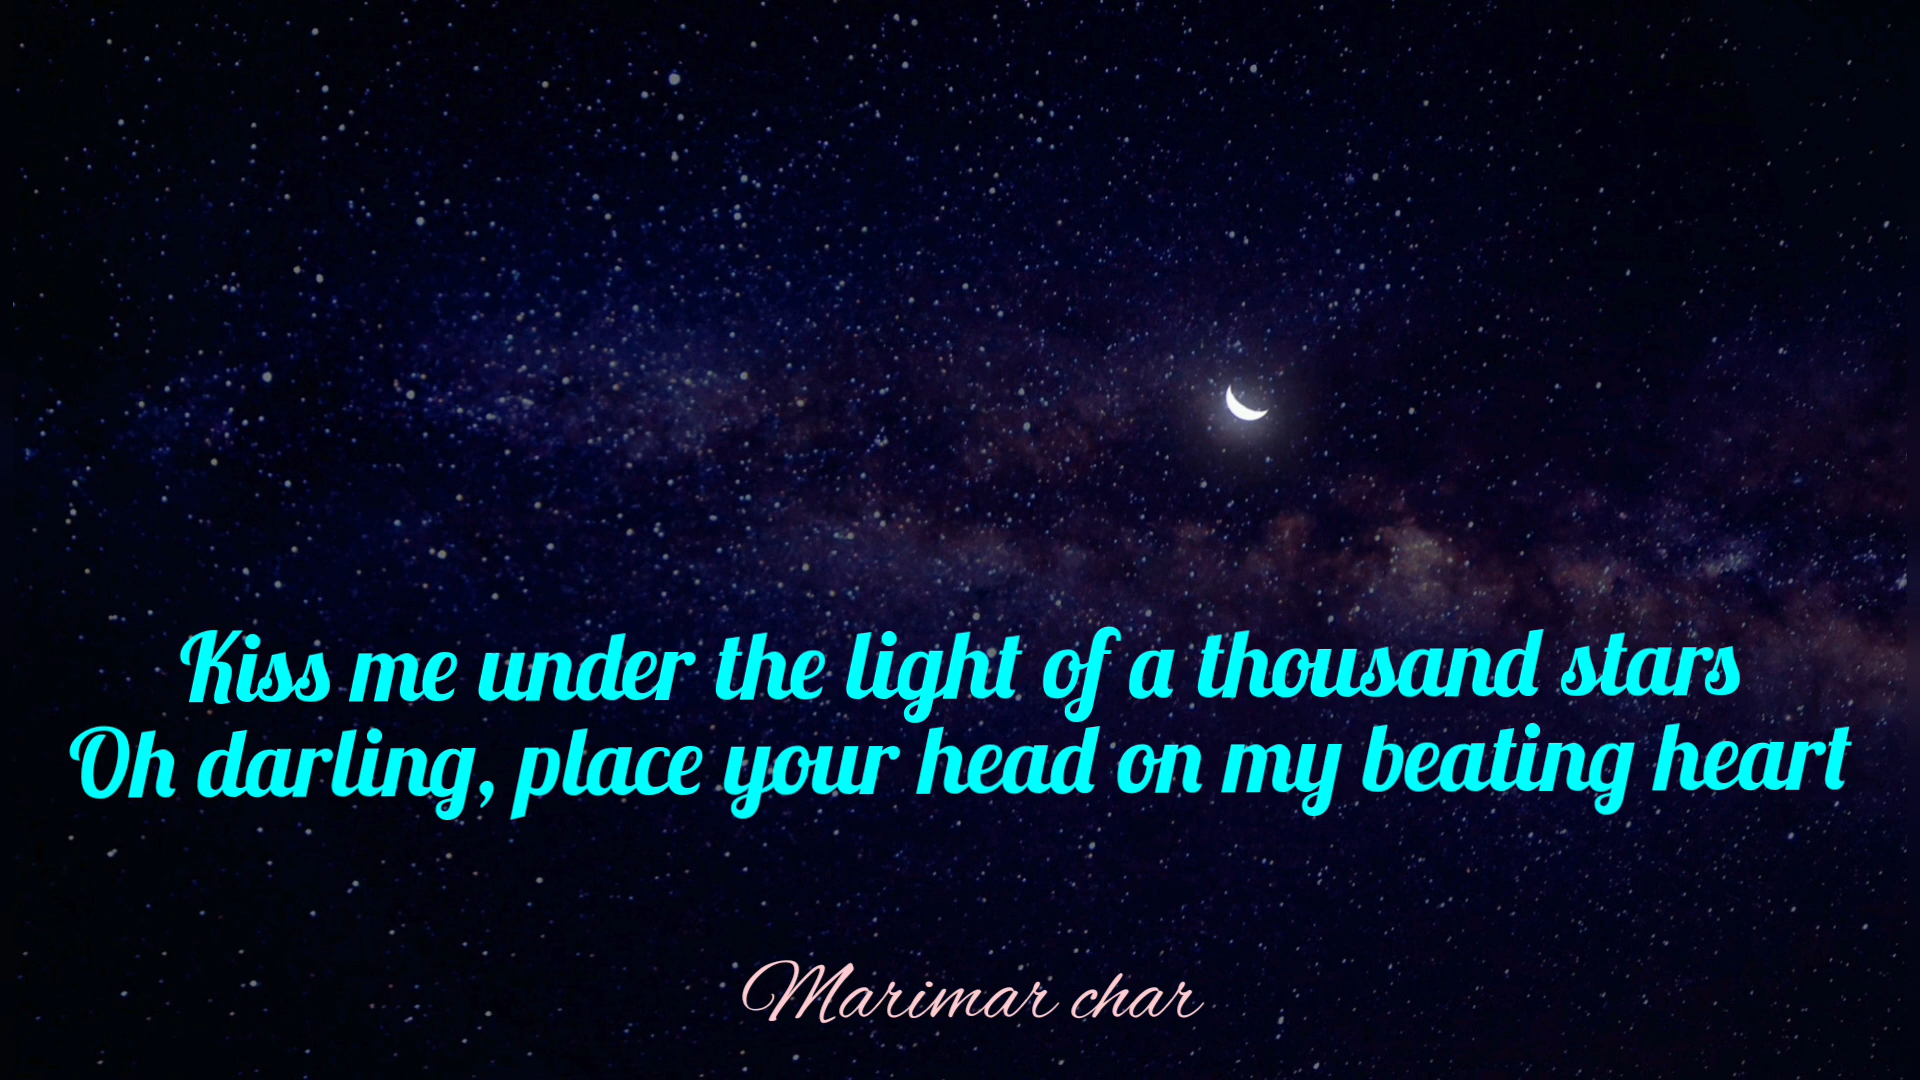 Kiss me under the light of a thousand stars
Oh darling, place your head on my beating heart
Marimar char